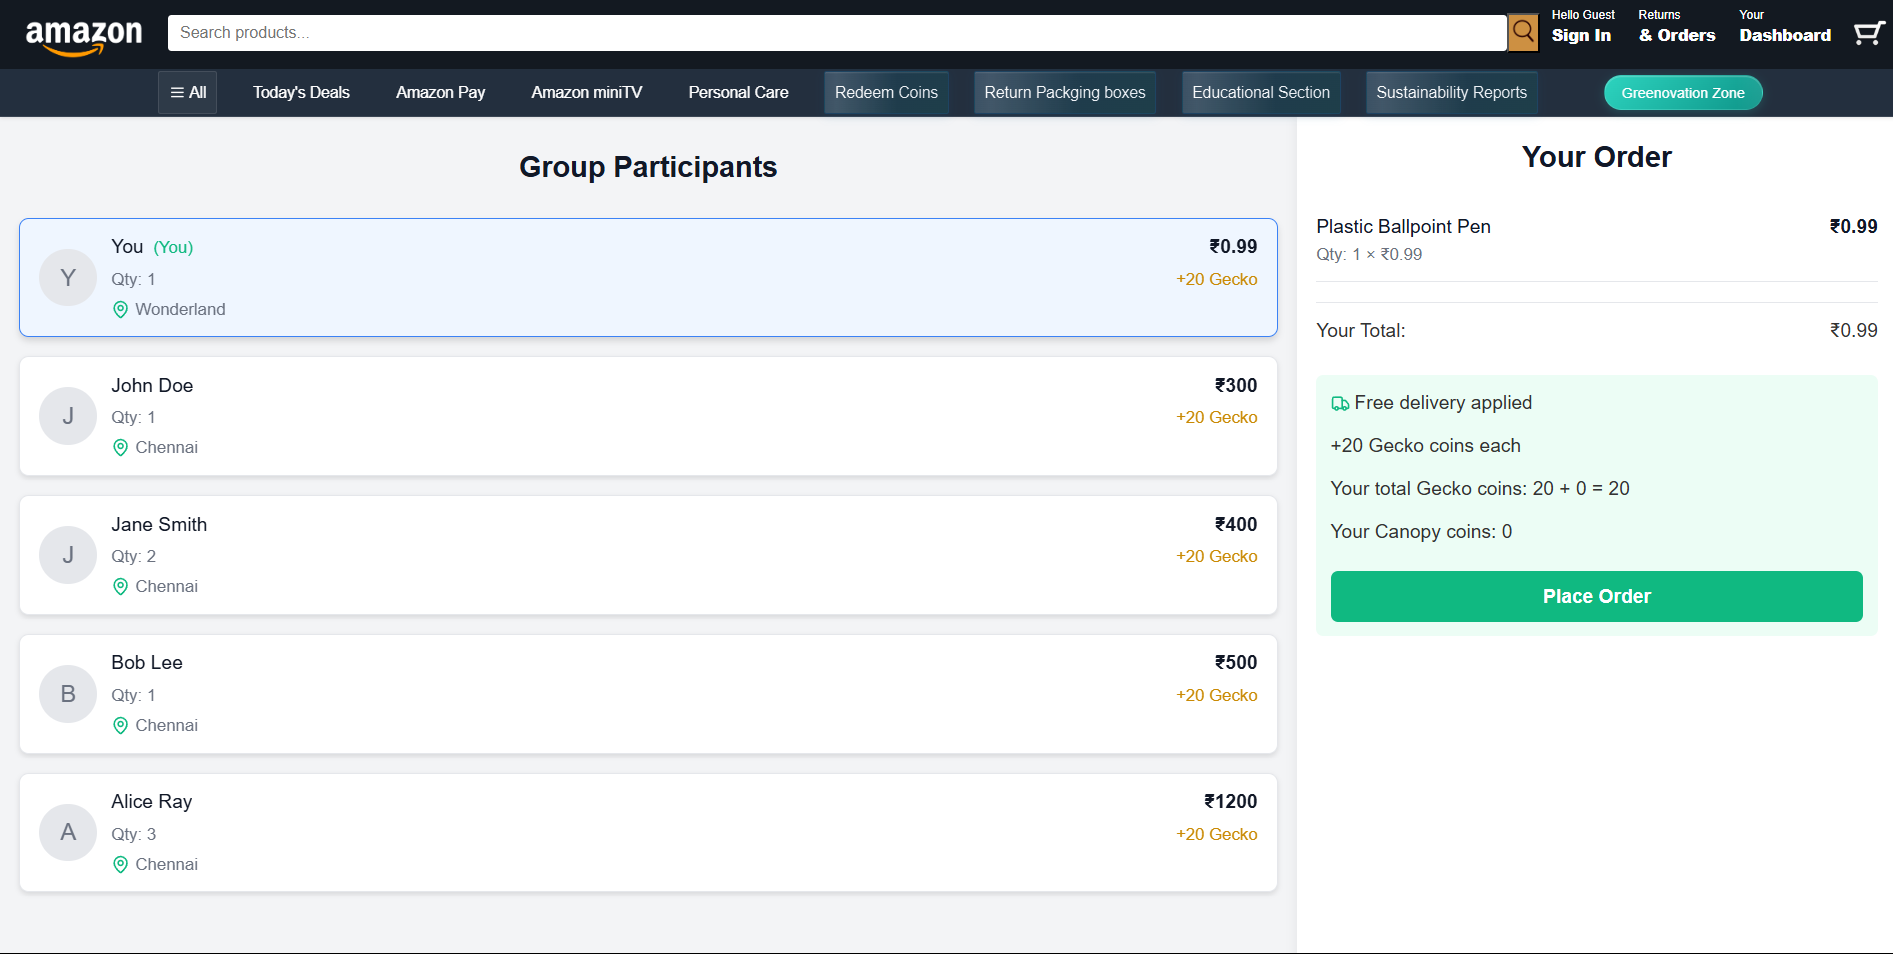 amazon
Search products...
Hello Guest
Sign In
Returns
& Orders
Your
Dashboard
All
Today's Deals
Amazon Pay
Amazon miniTV
Personal Care
Redeem Coins
Return Packging boxes
Educational Section
Sustainability Reports
Greenovation Zone
Group Participants
Y
You (You)
Qty: 1
Wonderland
₹0.99
+20 Gecko
J
John Doe
Qty: 1
Chennai
₹300
+20 Gecko
J
Jane Smith
Qty: 2
Chennai
₹400
+20 Gecko
B
Bob Lee
Qty: 1
Chennai
₹500
+20 Gecko
A
Alice Ray
Qty: 3
Chennai
₹1200
+20 Gecko
Your Order
Plastic Ballpoint Pen ₹0.99
Qty: 1 × ₹0.99
Your Total: ₹0.99
Free delivery applied
+20 Gecko coins each
Your total Gecko coins: 20 + 0 = 20
Your Canopy coins: 0
Place Order